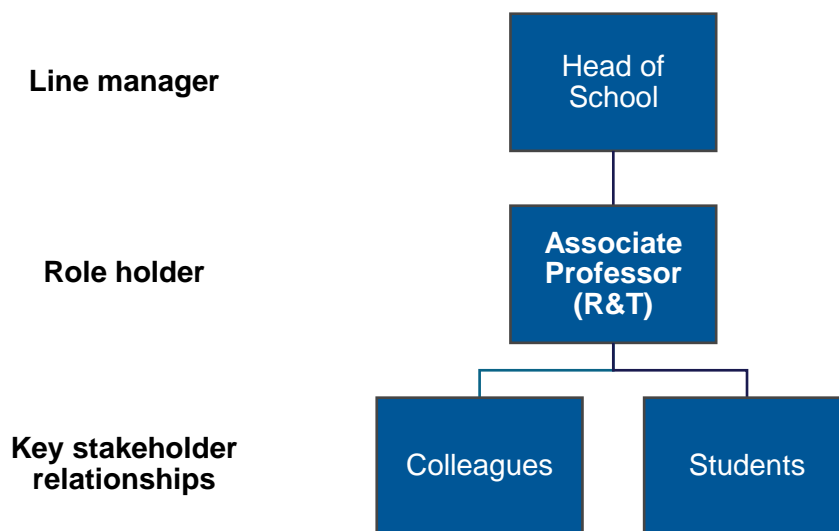 Line manager
Head of
School
Role holder
Associate
Professor
(R&T)
Key stakeholder
relationships
Colleagues
Students